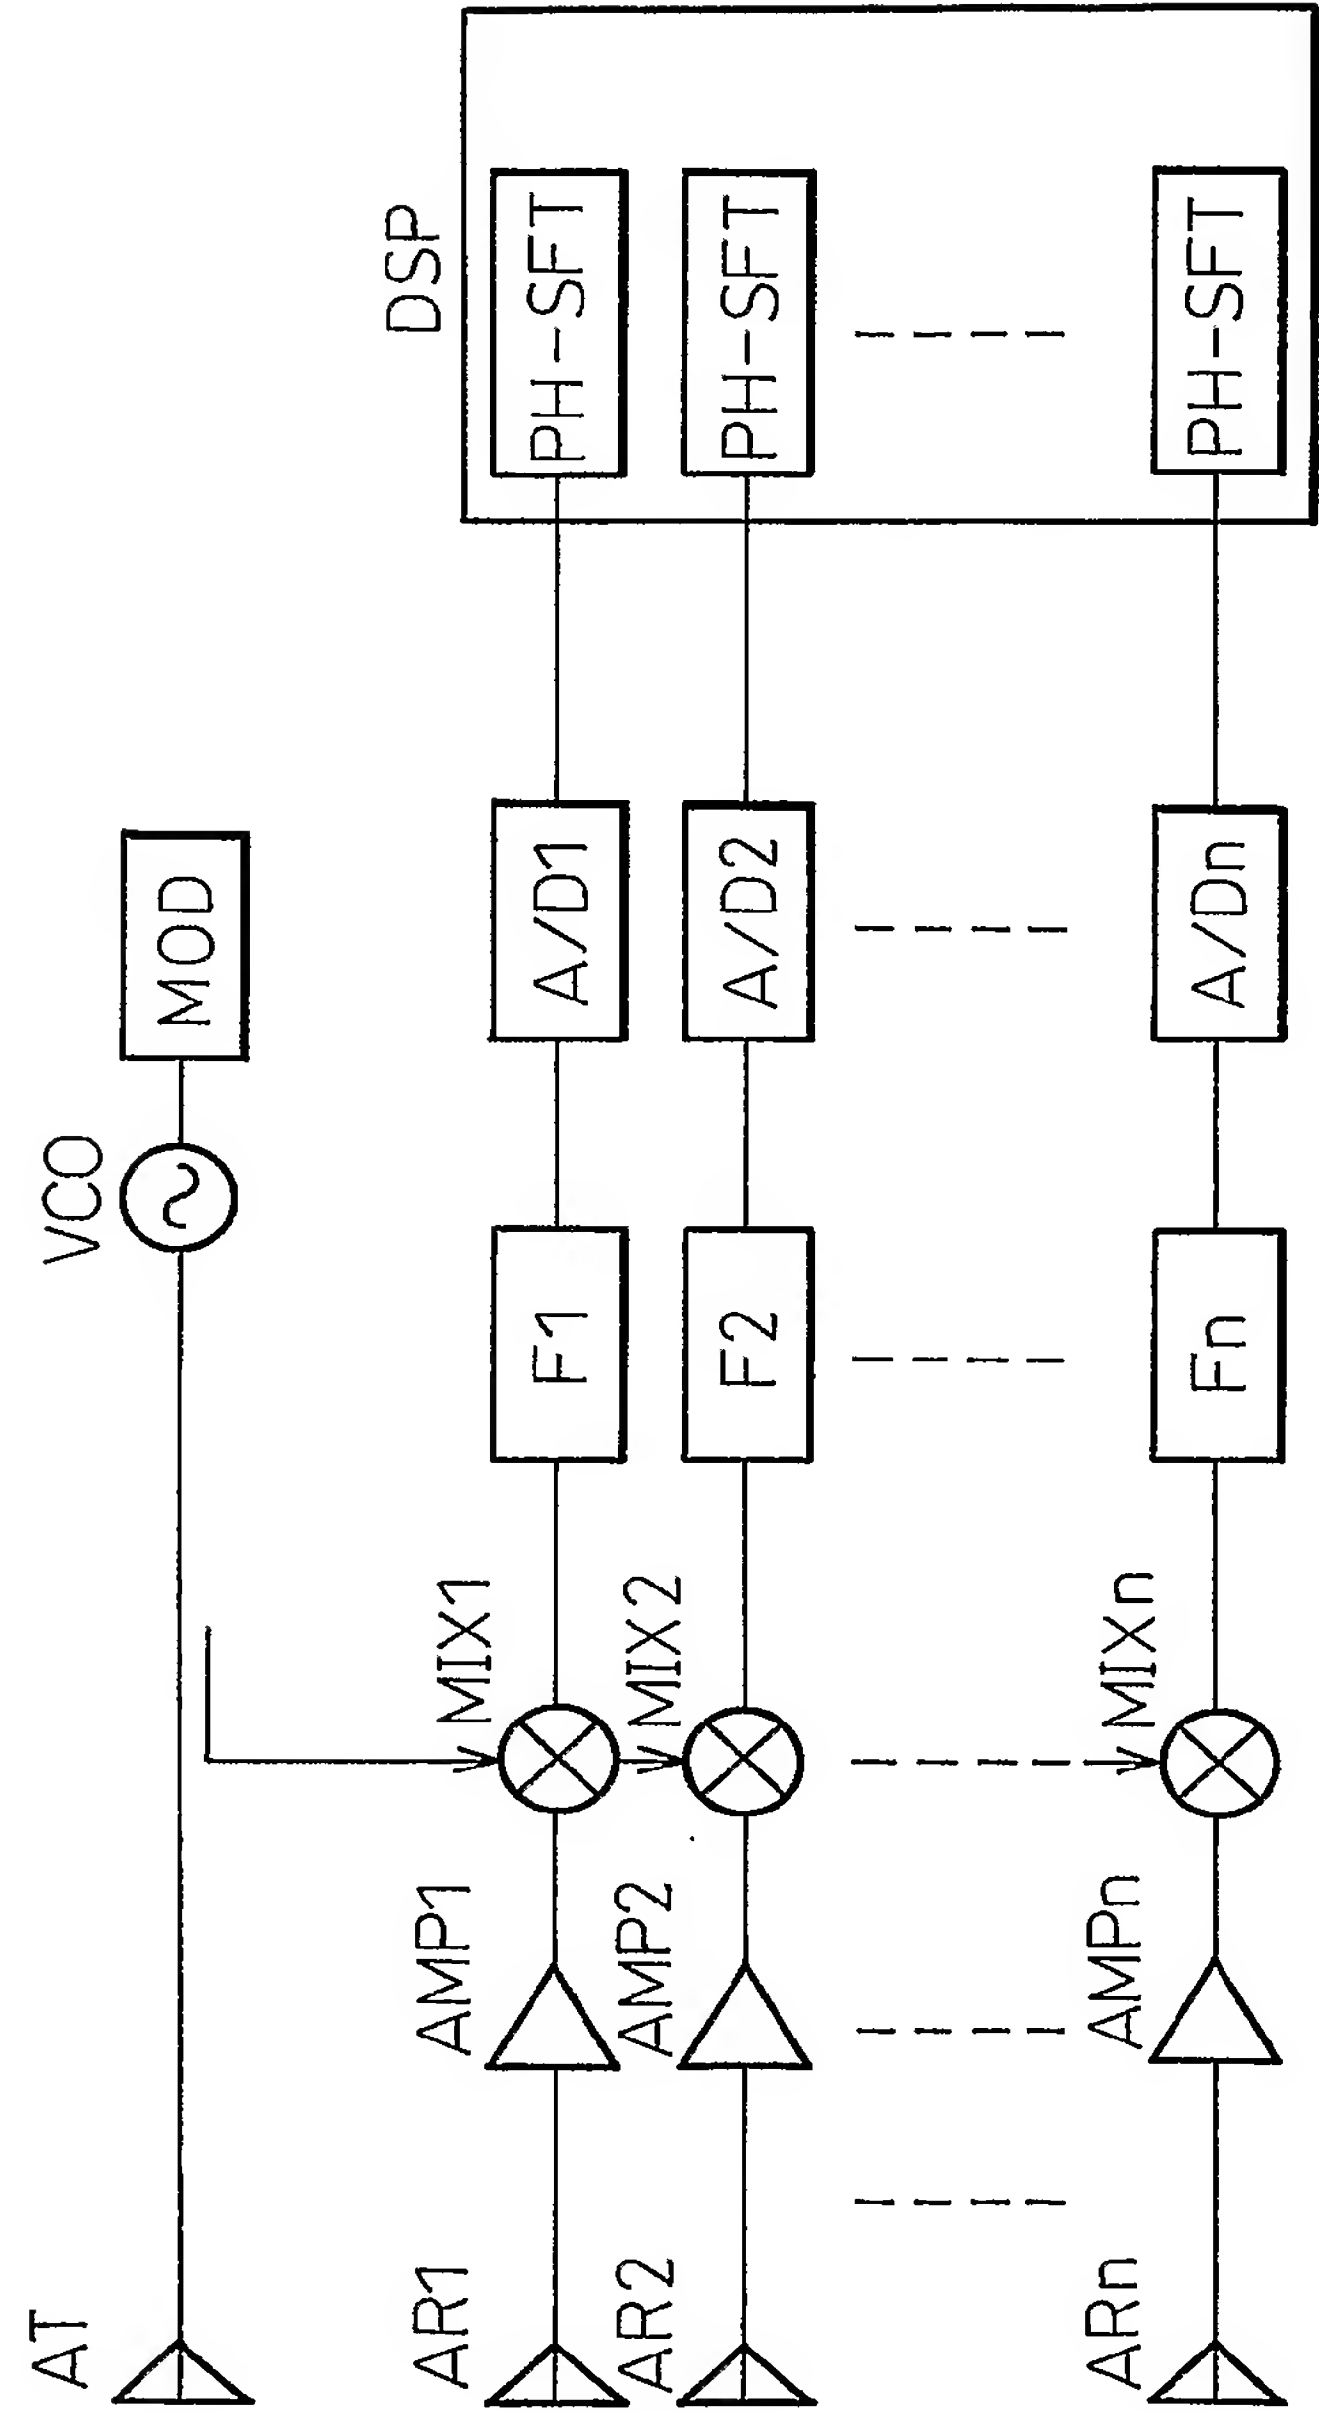 AT
VCO
MOD
DSP
AR1
AMP1
MIX1
F1
A/D1
PH-SFT
AR2
AMP2
MIX2
F2
A/D2
PH-SFT
ARn
AMPn
MIXn
Fn
A/Dn
PH-SFT